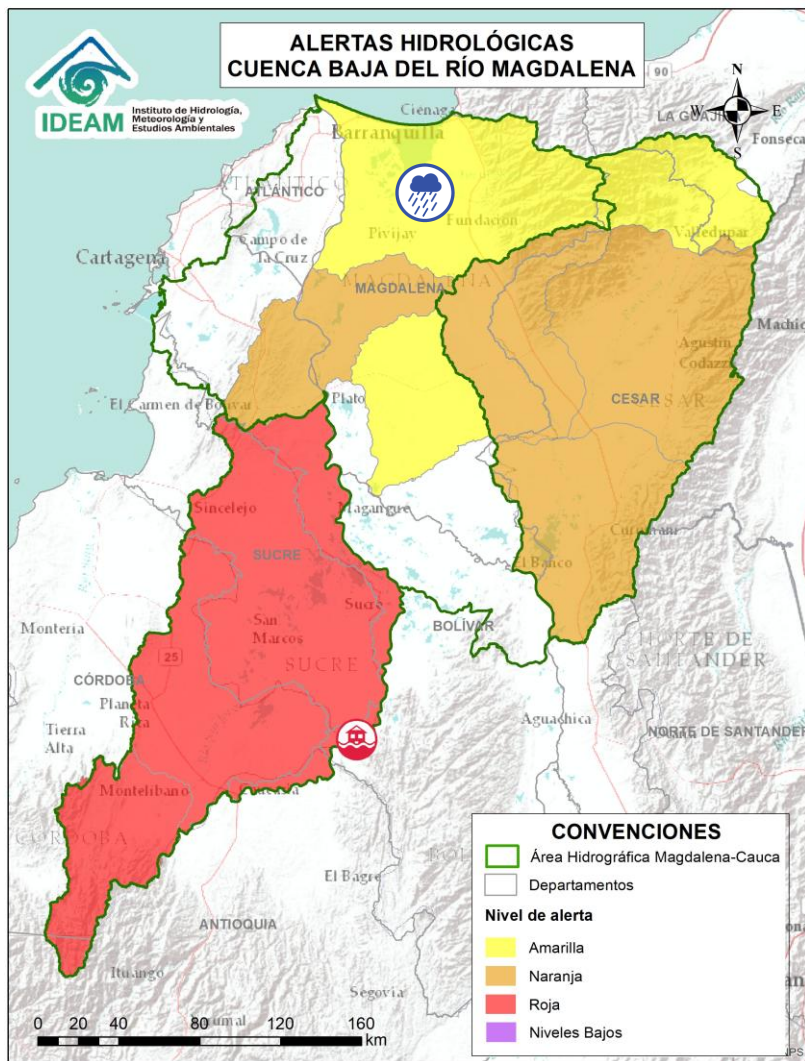 ALERTAS HIDROLÓGICAS
CUENCA BAJA DEL RÍO MAGDALENA
IDEAM
Instituto de Hidrología,
Meteorología y
Estudios Ambientales
N
W
E
S
90
LA GUAJI
Fonseca
Ciénaga
Barranquilla
ATLÁNTICO
Pivijay
Fundación
Valledupar
Campo de
la Cruz
Cartagena
MAGDALENA
Agustín
Codazzi
CESAR
El Carmen de Bolívar
Plato
Sincelejo
Magangué
SUCRE
Curumaní
El Banco
Sucre
San
Marcos
SUCRE
BOLÍVAR
Montería
25
NORTE DE
SANTANDER
CÓRDOBA
Planeta
Rica
Tierra
Alta
Aguachica
NORTE DE SANTANDER
Montelíbano
Caucasia
CÓRDOBA
El Bagre
ANTIOQUIA
Ituango
Segovia
CONVENCIONES
Área Hidrográfica Magdalena-Cauca
Departamentos
Nivel de alerta
Amarilla
Naranja
Roja
Niveles Bajos
0 20 40 80 120 160
km